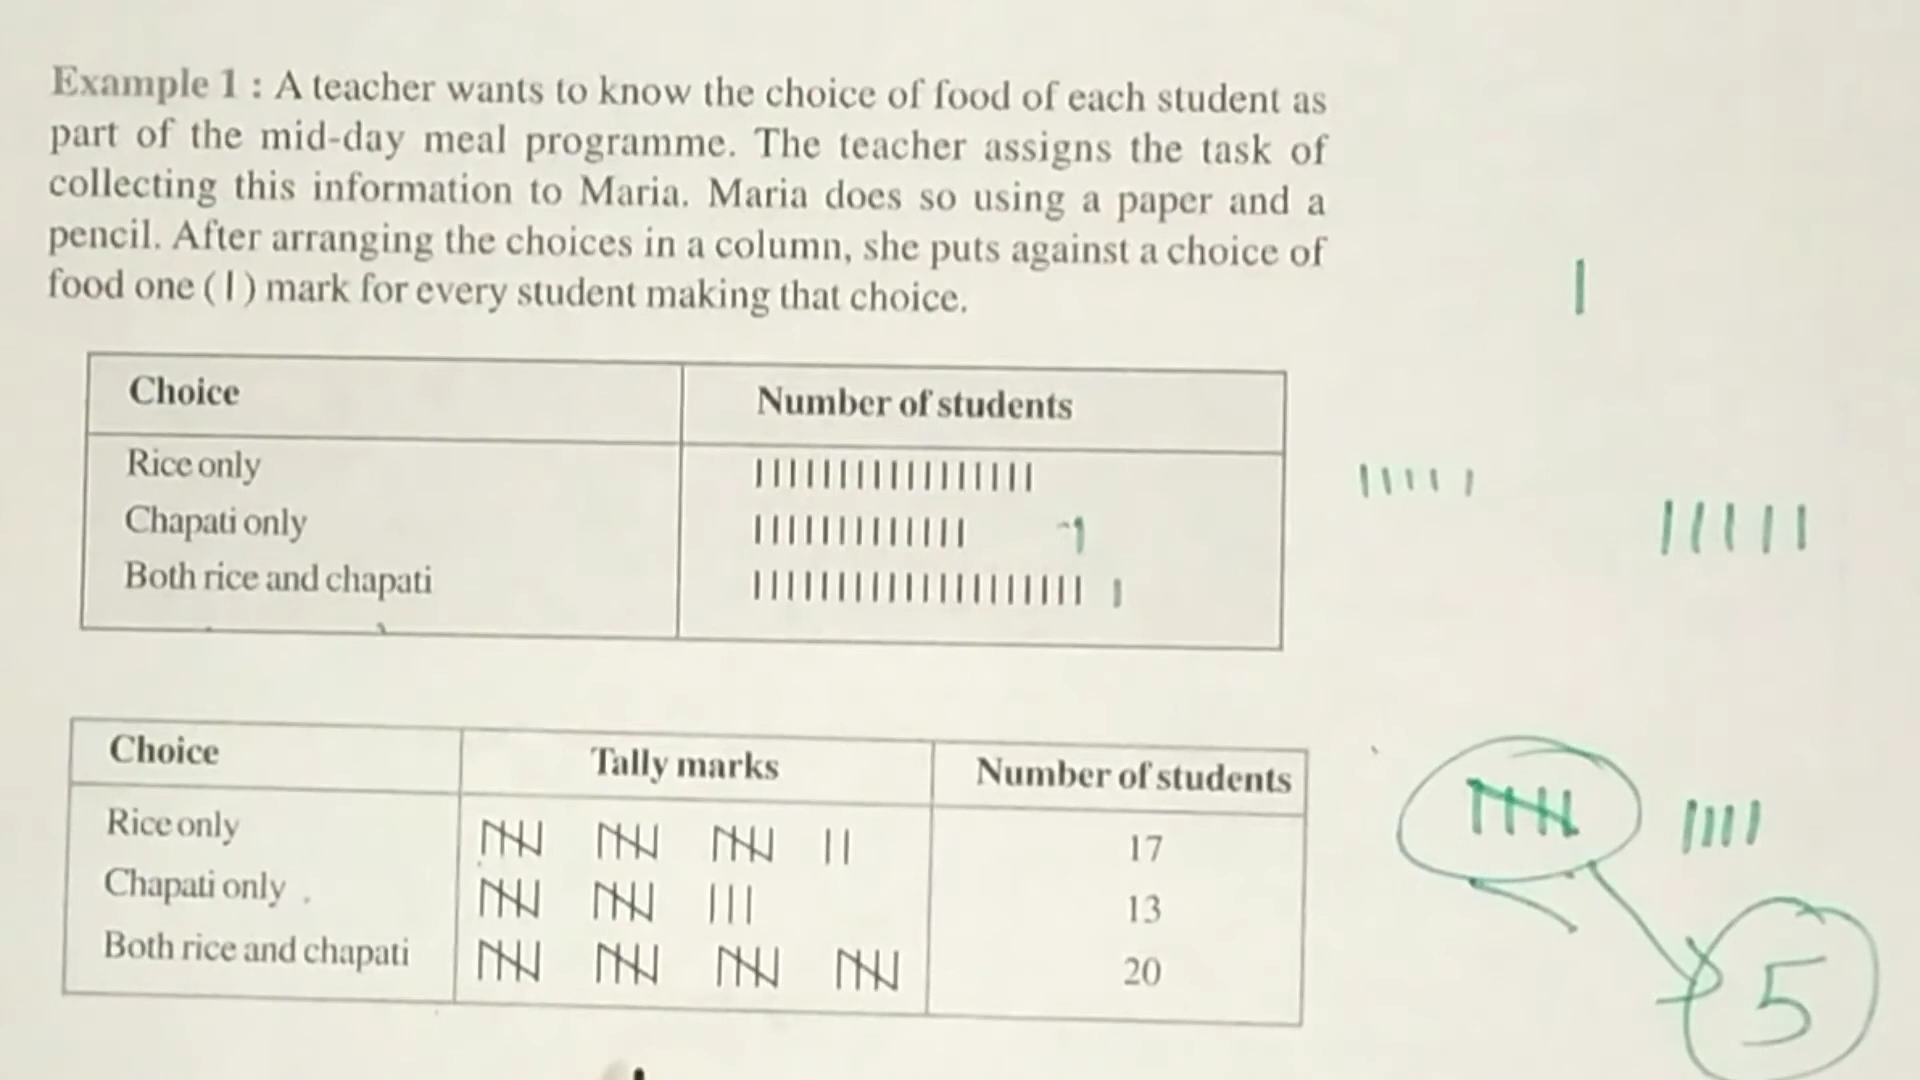 Example 1 : A teacher wants to know the choice of food of each student as
part of the mid-day meal programme. The teacher assigns the task of
collecting this information to Maria. Maria does so using a paper and a
pencil. After arranging the choices in a column, she puts against a choice of
food one ( | ) mark for every student making that choice.
Choice Number of students
Rice only |||||||||||||||||
Chapati only |||||||||||||
Both rice and chapati ||||||||||||||||||||
Choice Tally marks Number of students
Rice only 17
Chapati only 13
Both rice and chapati 20
5